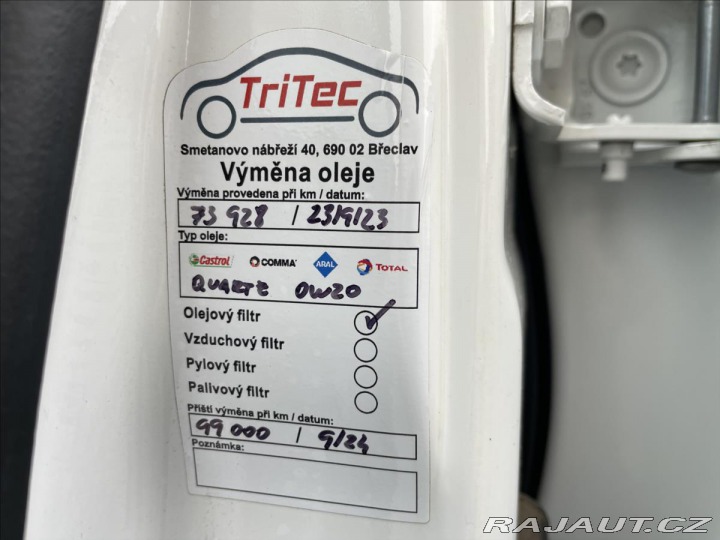 TriTec
Smetanovo nábřeží 40, 690 02 Břeclav
Výměna oleje
Výměna provedena při km / datum:
73 928 / 23/9/23
Typ oleje:
Castrol COMMA ARAL TOTAL
QUARTZ 0W20
Olejový filtr
Vzduchový filtr
Pylový filtr
Palivový filtr
Příští výměna při km / datum:
99 000 / 9/24
Poznámka:
RAJAUT.CZ